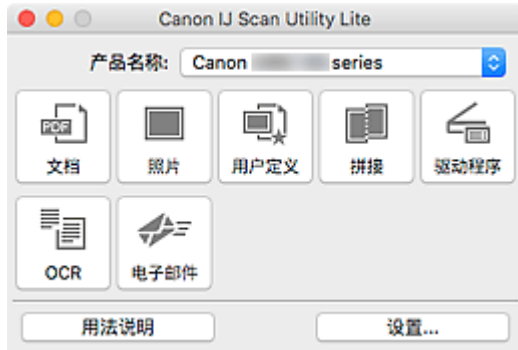 Canon IJ Scan Utility Lite
产品名称: Canon series
PDF
文档 照片 用户定义 拼接 驱动程序
OCR 电子邮件
用法说明 设置...